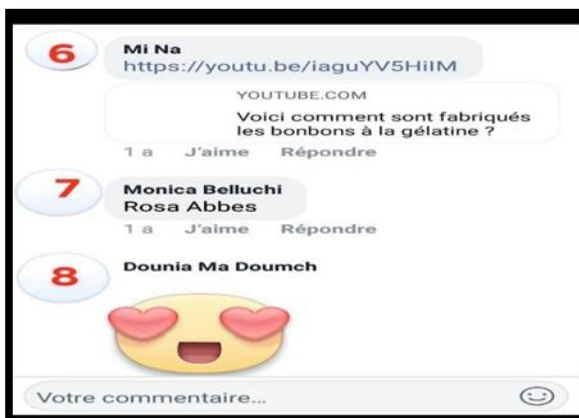 6
Mi Na
https://youtu.be/iaguYV5HiIM
YOUTUBE.COM
Voici comment sont fabriqués
les bonbons à la gélatine ?
1 a J'aime Répondre
7
Monica Belluchi
Rosa Abbes
1 a J'aime Répondre
8
Dounia Ma Doumch
Votre commentaire...